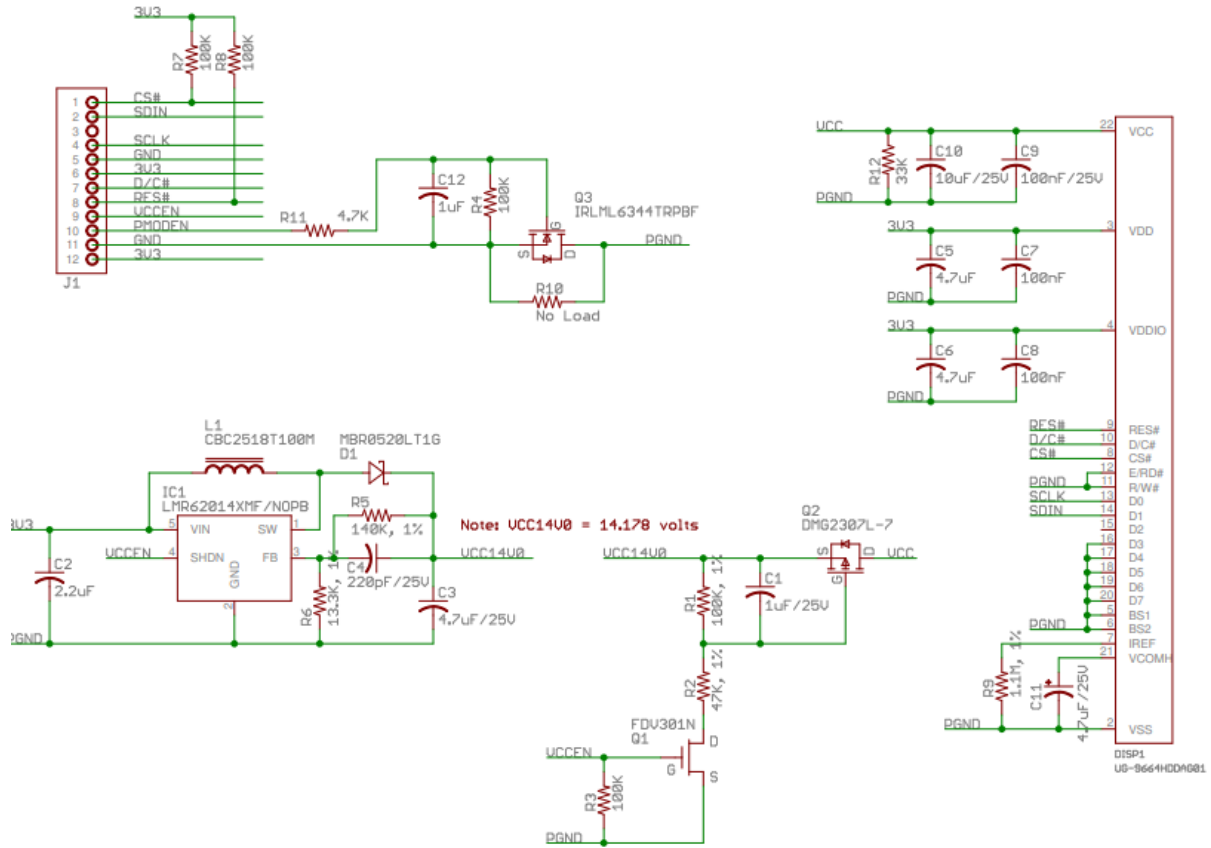 3V3
R7
100K
R8
100K
1
CS#
2
SDIN
3
4
SCLK
5
GND
6
3V3
7
D/C#
8
RES#
9
VCCEN
10
PMODEN
11
GND
12
3V3
J1
R11
4.7K
C12
1uF
R4
100K
Q3
IRLML6344TRPBF
G
S
D
PGND
R10
No Load
VCC
22
VCC
R12
33K
C10
10uF/25V
C9
100nF/25V
PGND
3V3
3
VDD
C5
4.7uF
C7
100nF
PGND
3V3
4
VDDIO
C6
4.7uF
C8
100nF
PGND
L1
CBC2518T100M
MBR0520LT1G
D1
IC1
LMR62014XMF/NOPB
3V3
5
VIN
SW
1
VCCEN
4
SHDN
FB
3
GND
2
R5
140K, 1%
C4
220pF/25V
R6
13.3K, 1%
C2
2.2uF
C3
4.7uF/25V
VCC14V0
PGND
Note: VCC14V0 = 14.178 volts
VCC14V0
Q2
DMG2307L-7
S
D
G
VCC
R1
100K, 1%
C1
1uF/25V
R2
47K, 1%
FDV301N
Q1
D
G
S
VCCEN
R3
100K
PGND
RES#
9
RES#
D/C#
10
D/C#
CS#
8
CS#
12
E/RD#
PGND
11
R/W#
SCLK
13
D0
SDIN
14
D1
15
D2
16
D3
17
D4
18
D5
19
D6
20
D7
5
BS1
PGND
6
BS2
7
IREF
21
VCOMH
R9
1.1M, 1%
C11
4.7uF/25V
PGND
2
VSS
DISP1
UG-9664HDDAG01